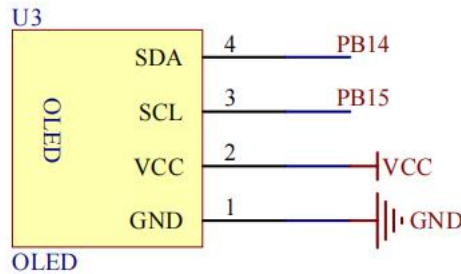 U3
SDA 4 PB14
SCL 3 PB15
OLED
VCC 2 VCC
GND 1 GND
OLED